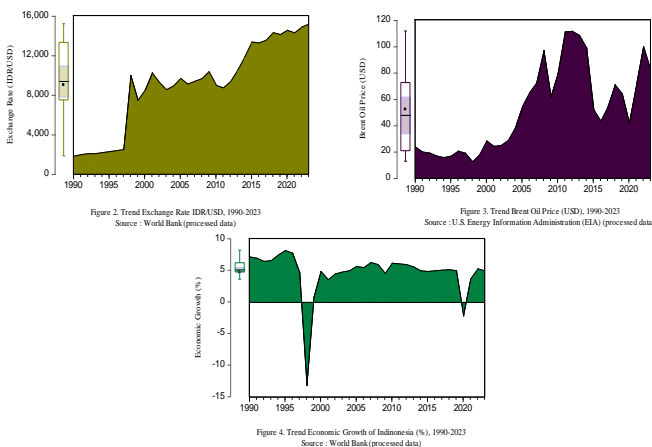 16,000
12,000
8,000
4,000
0
Exchange Rate (IDR/USD)
1990 1995 2000 2005 2010 2015 2020
Figure 2. Trend Exchange Rate IDR/USD, 1990-2023
Source : World Bank (processed data)
120
100
80
60
40
20
0
Brent Oil Price (USD)
1990 1995 2000 2005 2010 2015 2020
Figure 3. Trend Brent Oil Price (USD), 1990-2023
Source : U.S. Energy Information Administration (EIA) (processed data
10
5
0
-5
-10
-15
Economic Growth (%)
1990 1995 2000 2005 2010 2015 2020
Figure 4. Trend Economic Growth of Indinonesia (%), 1990-2023
Source : World Bank (processed data)